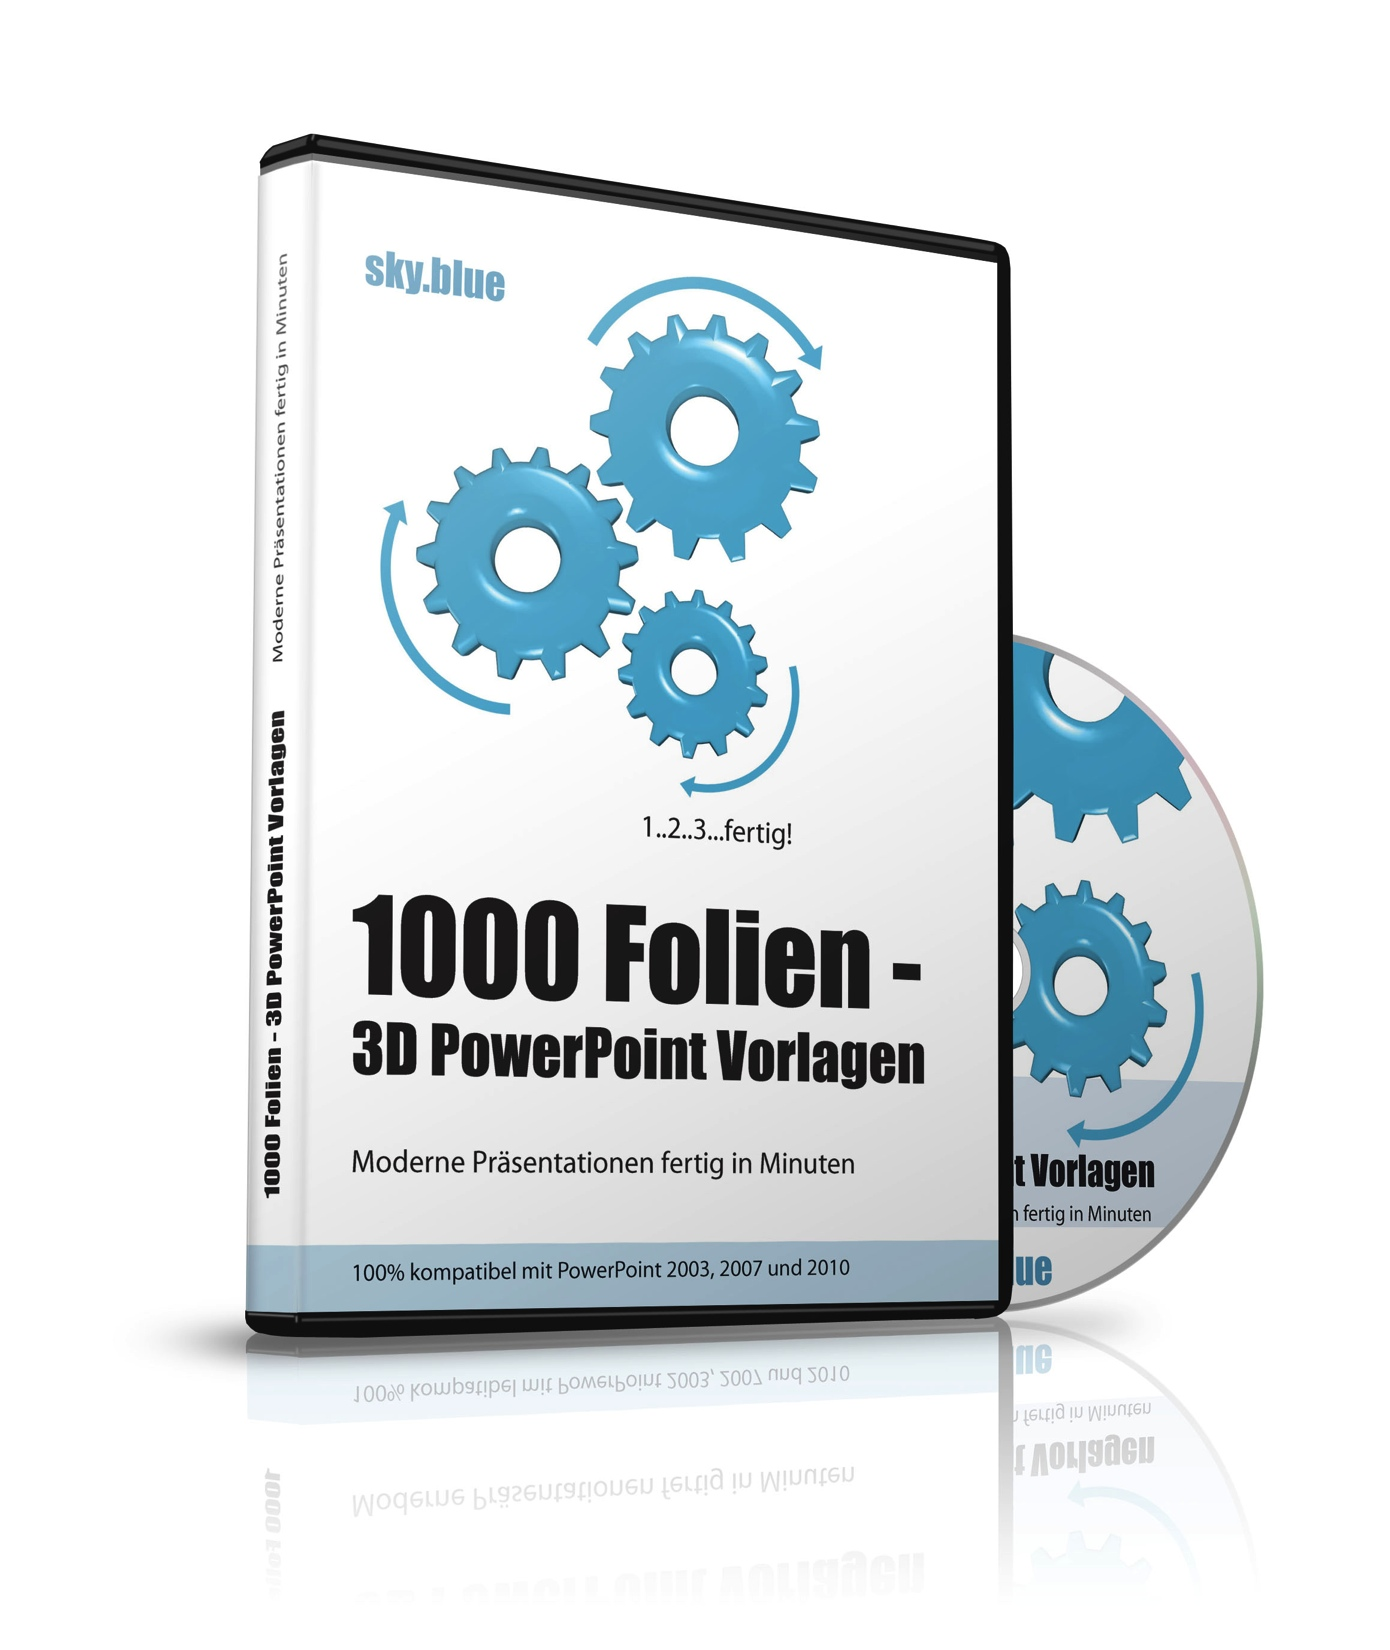 sky.blue
1..2..3...fertig!
1000 Folien -
3D PowerPoint Vorlagen
Moderne Präsentationen fertig in Minuten
100% kompatibel mit PowerPoint 2003, 2007 und 2010
1000 Folien - 3D PowerPoint Vorlagen Moderne Präsentationen fertig in Minuten
t Vorlagen
fertig in Minuten
ue